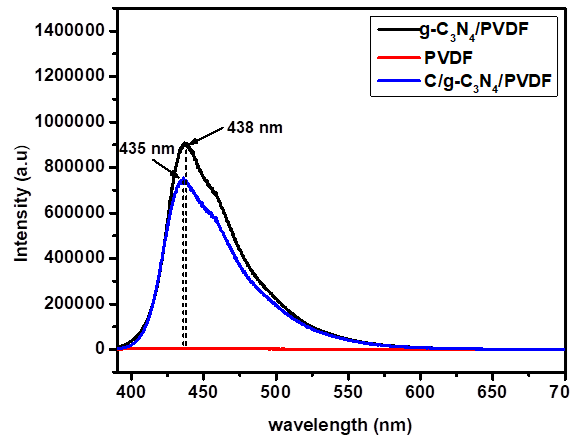 1400000
1200000
1000000
800000
600000
400000
200000
0
g-C₃N₄/PVDF
PVDF
C/g-C₃N₄/PVDF
435 nm
438 nm
Intensity (a.u)
400
450
500
550
600
650
70
wavelength (nm)